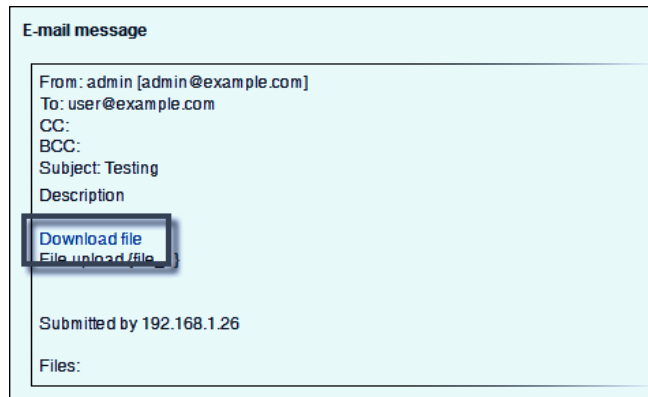 E-mail message
From: admin [admin@example.com]
To: user@example.com
CC:
BCC:
Subject: Testing
Description
Download file
File upload
Submitted by 192.168.1.26
Files: